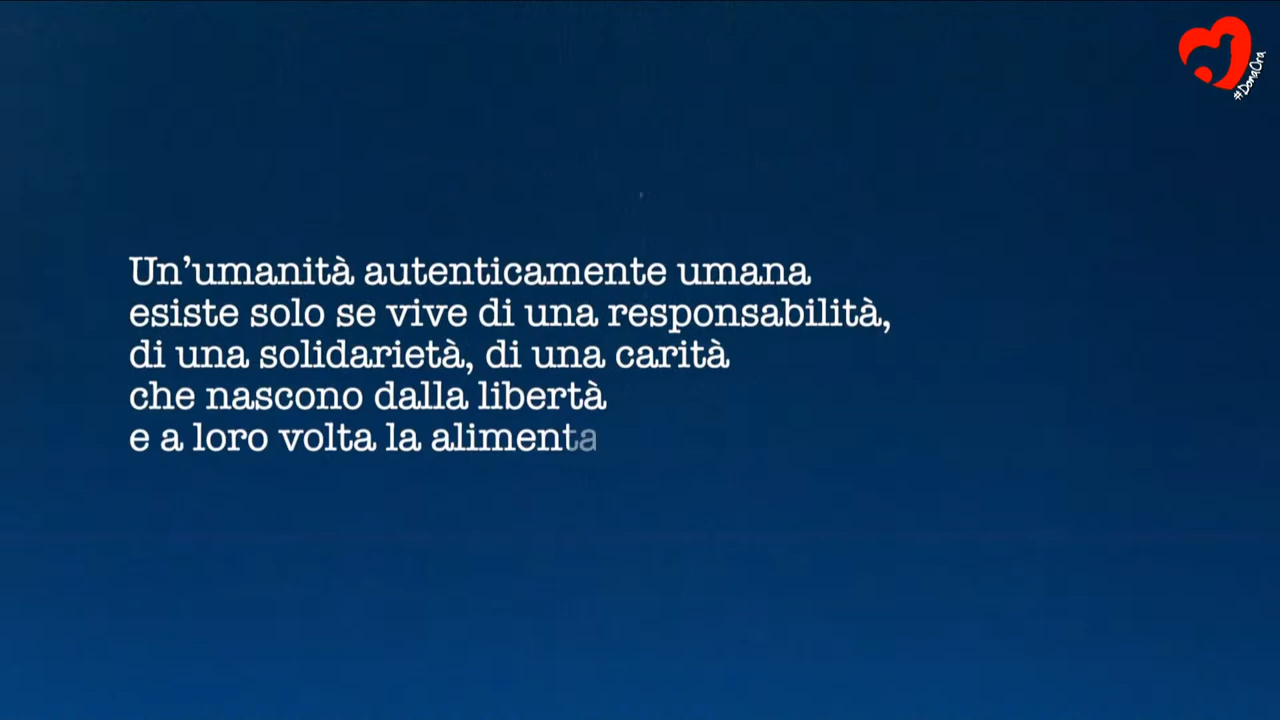 #DonaOra
Un’umanità autenticamente umana
esiste solo se vive di una responsabilità,
di una solidarietà, di una carità
che nascono dalla libertà
e a loro volta la alimenta